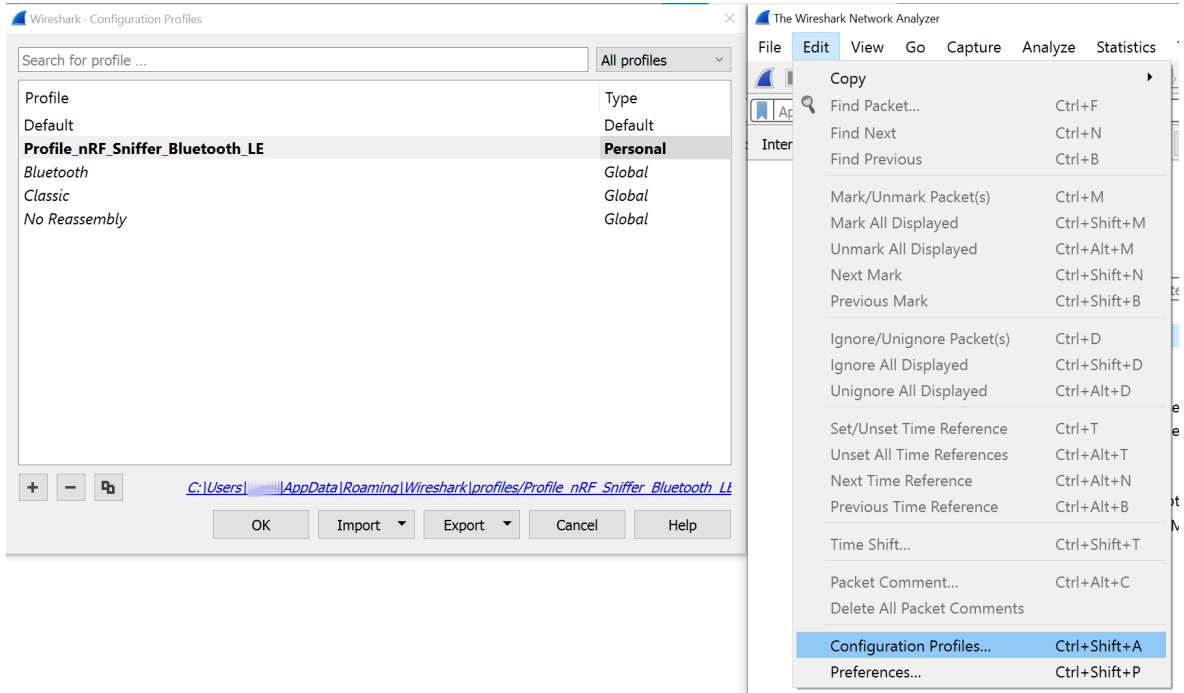 Wireshark · Configuration Profiles
Search for profile ...
All profiles
Profile Type
Default Default
Profile_nRF_Sniffer_Bluetooth_LE Personal
Bluetooth Global
Classic Global
No Reassembly Global
C:\Users\ \AppData\Roaming\Wireshark\profiles/Profile_nRF_Sniffer_Bluetooth_LE
OK Import Export Cancel Help
The Wireshark Network Analyzer
File Edit View Go Capture Analyze Statistics
Copy
Find Packet... Ctrl+F
Find Next Ctrl+N
Find Previous Ctrl+B
Mark/Unmark Packet(s) Ctrl+M
Mark All Displayed Ctrl+Shift+M
Unmark All Displayed Ctrl+Alt+M
Next Mark Ctrl+Shift+N
Previous Mark Ctrl+Shift+B
Ignore/Unignore Packet(s) Ctrl+D
Ignore All Displayed Ctrl+Shift+D
Unignore All Displayed Ctrl+Alt+D
Set/Unset Time Reference Ctrl+T
Unset All Time References Ctrl+Alt+T
Next Time Reference Ctrl+Alt+N
Previous Time Reference Ctrl+Alt+B
Time Shift... Ctrl+Shift+T
Packet Comment... Ctrl+Alt+C
Delete All Packet Comments
Configuration Profiles... Ctrl+Shift+A
Preferences... Ctrl+Shift+P